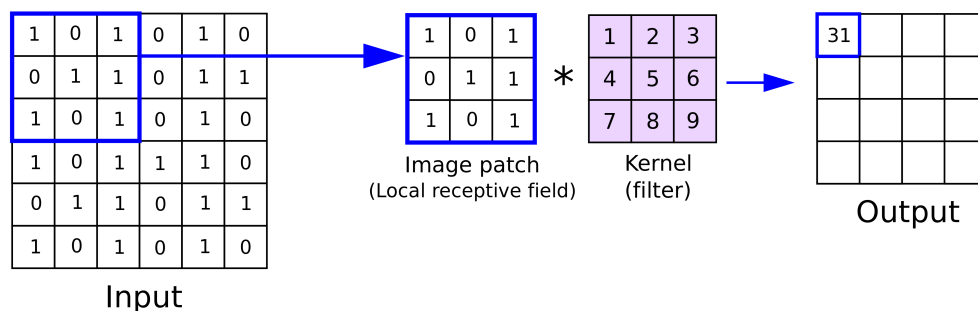 1 0 1 0 1 0
0 1 1 0 1 1
1 0 1 0 1 0
1 0 1 1 1 0
0 1 1 0 1 1
1 0 1 0 1 0
Input
1 0 1
0 1 1
1 0 1
Image patch
(Local receptive field)
*
1 2 3
4 5 6
7 8 9
Kernel
(filter)
31
Output